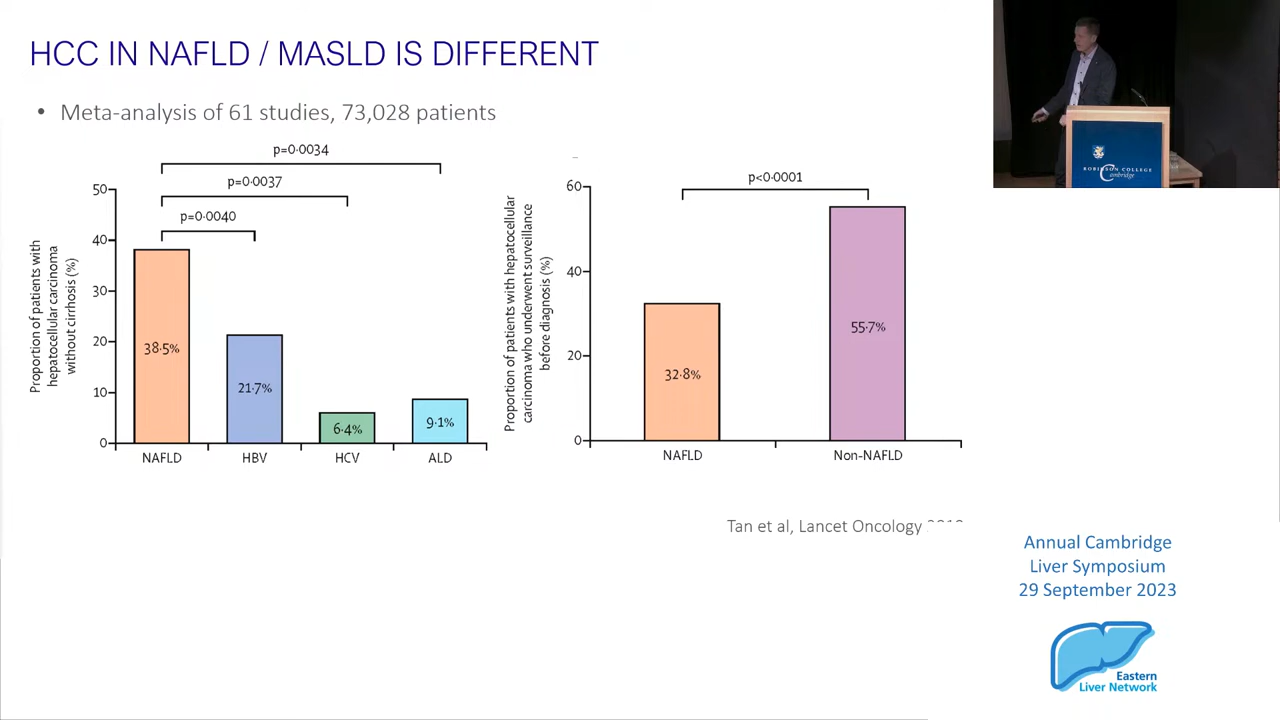 HCC IN NAFLD / MASLD IS DIFFERENT
• Meta-analysis of 61 studies, 73,028 patients
p=0·0034
p=0·0037
p=0·0040
Proportion of patients with
hepatocellular carcinoma
without cirrhosis (%)
50
40
30
20
10
0
38·5%
21·7%
6·4%
9·1%
NAFLD
HBV
HCV
ALD
p<0·0001
Proportion of patients with hepatocellular
carcinoma who underwent surveillance
before diagnosis (%)
60
40
20
0
32·8%
55·7%
NAFLD
Non-NAFLD
Tan et al, Lancet Oncology
ROBINSON COLLEGE
Cambridge
Annual Cambridge
Liver Symposium
29 September 2023
Eastern
Liver Network